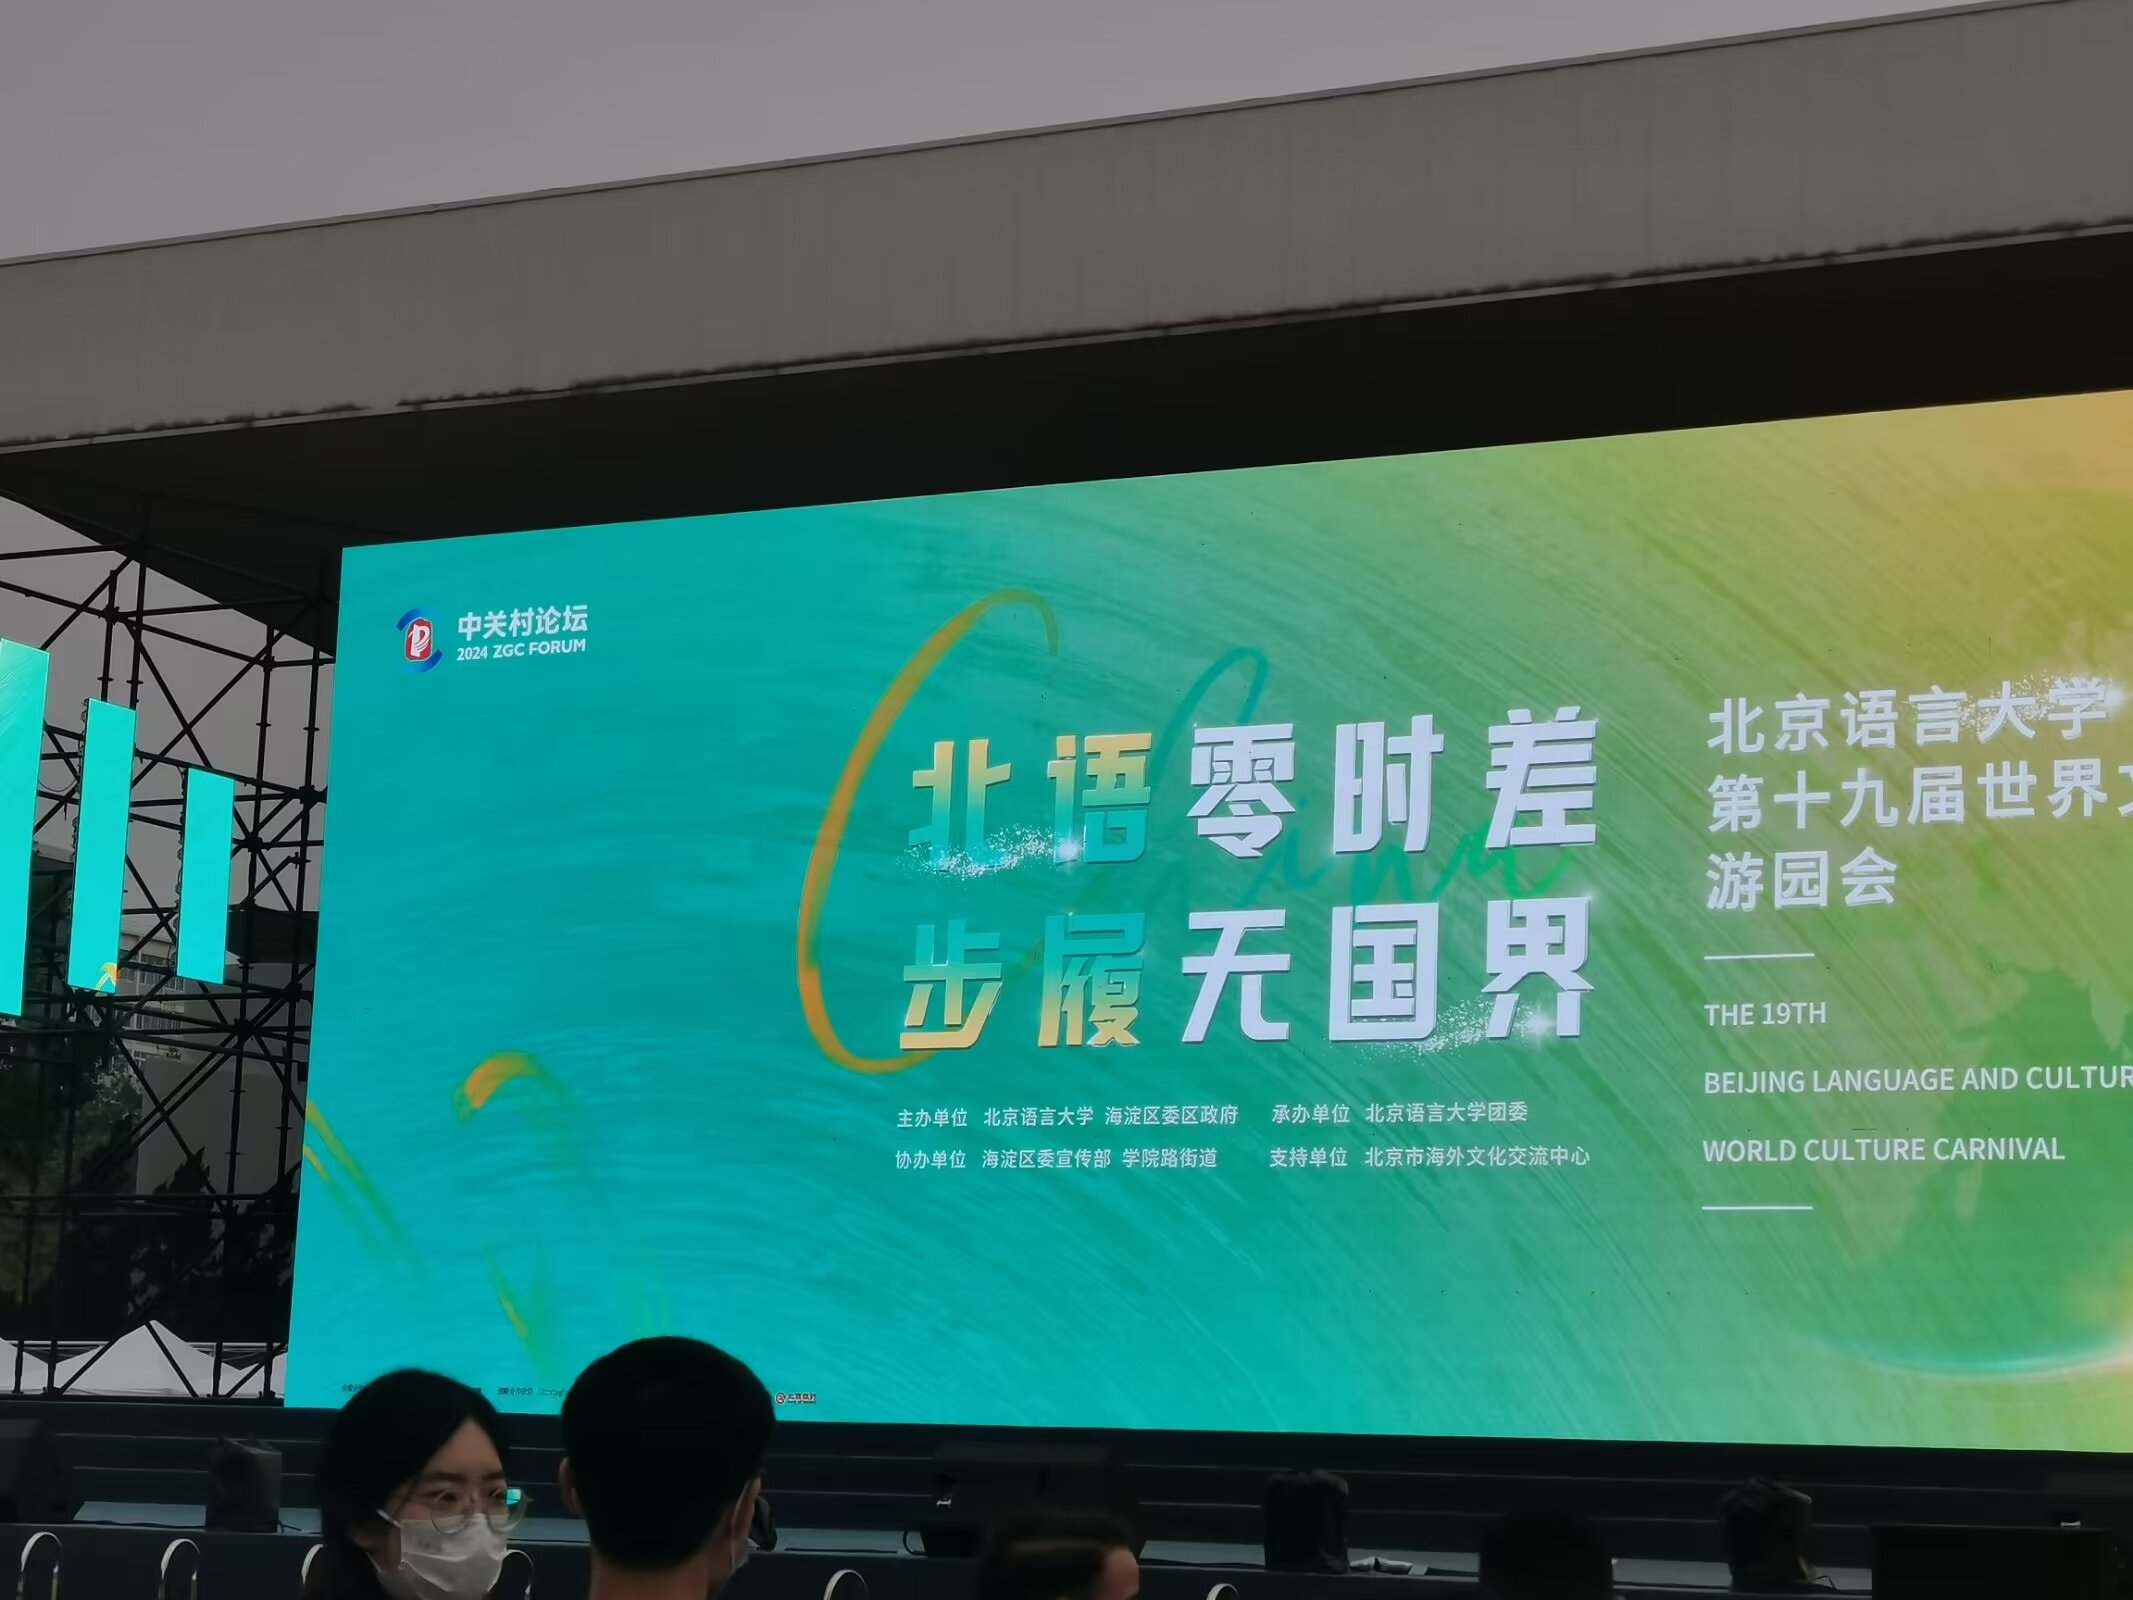 中关村论坛
2024 ZGC FORUM
China
北语零时差
步履无国界
主办单位 北京语言大学 海淀区委区政府 承办单位 北京语言大学团委
协办单位 海淀区委宣传部 学院路街道 支持单位 北京市海外文化交流中心
北京语言大学
第十九届世界
游园会
THE 19TH
BEIJING LANGUAGE AND CULTUR
WORLD CULTURE CARNIVAL